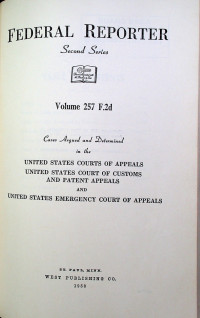 FEDERAL REPORTER
Second Series
Volume 257 F.2d
Cases Argued and Determined
in the
UNITED STATES COURTS OF APPEALS
UNITED STATES COURT OF CUSTOMS
AND PATENT APPEALS
AND
UNITED STATES EMERGENCY COURT OF APPEALS
ST. PAUL, MINN.
WEST PUBLISHING CO.
1958